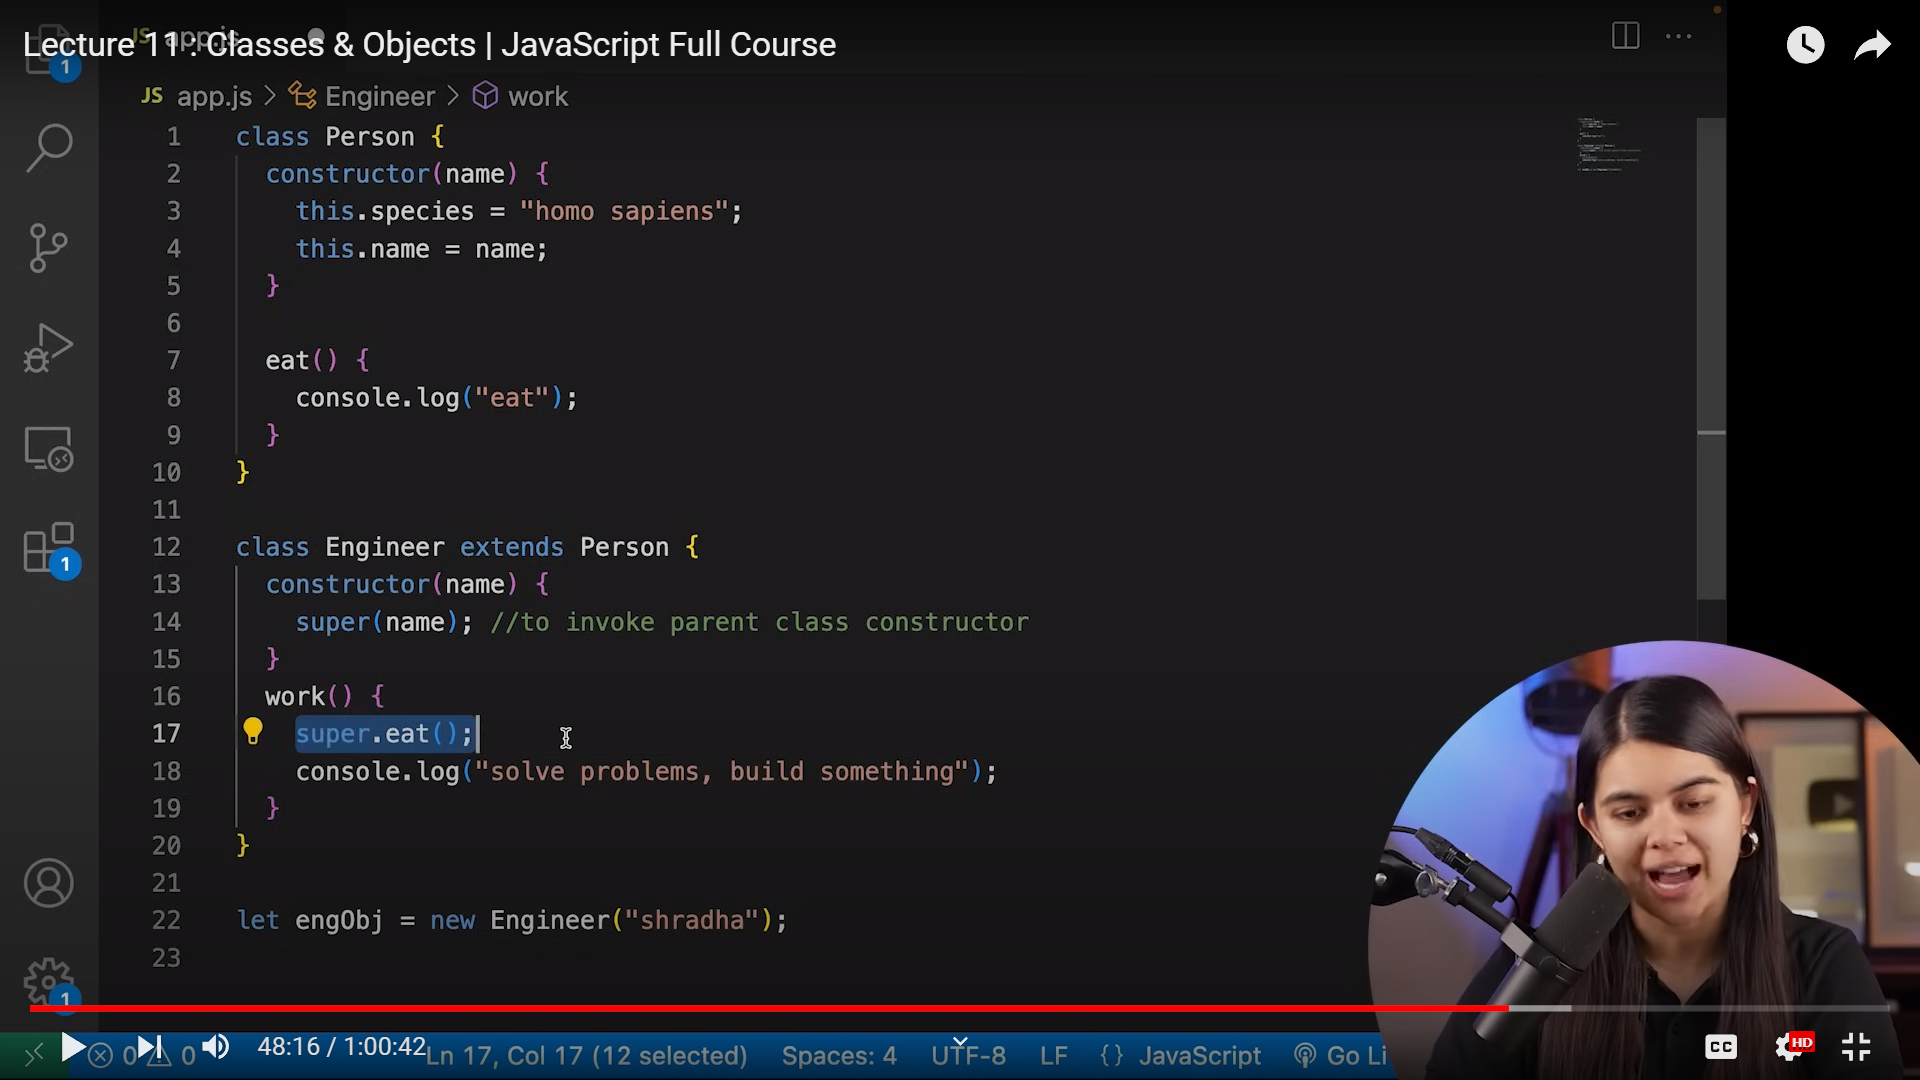 Lecture 11 : Classes & Objects | JavaScript Full Course
JS app.js
1
JS app.js > Engineer > work
1 class Person {
2 constructor(name) {
3 this.species = "homo sapiens";
4 this.name = name;
5 }
6
7 eat() {
8 console.log("eat");
9 }
10 }
11
12 class Engineer extends Person {
13 constructor(name) {
14 super(name); //to invoke parent class constructor
15 }
16 work() {
17 super.eat();
18 console.log("solve problems, build something");
19 }
20 }
21
22 let engObj = new Engineer("shradha");
23
1
1
0 0 48:16 / 1:00:42 Ln 17, Col 17 (12 selected) Spaces: 4 UTF-8 LF {} JavaScript Go Li CC HD